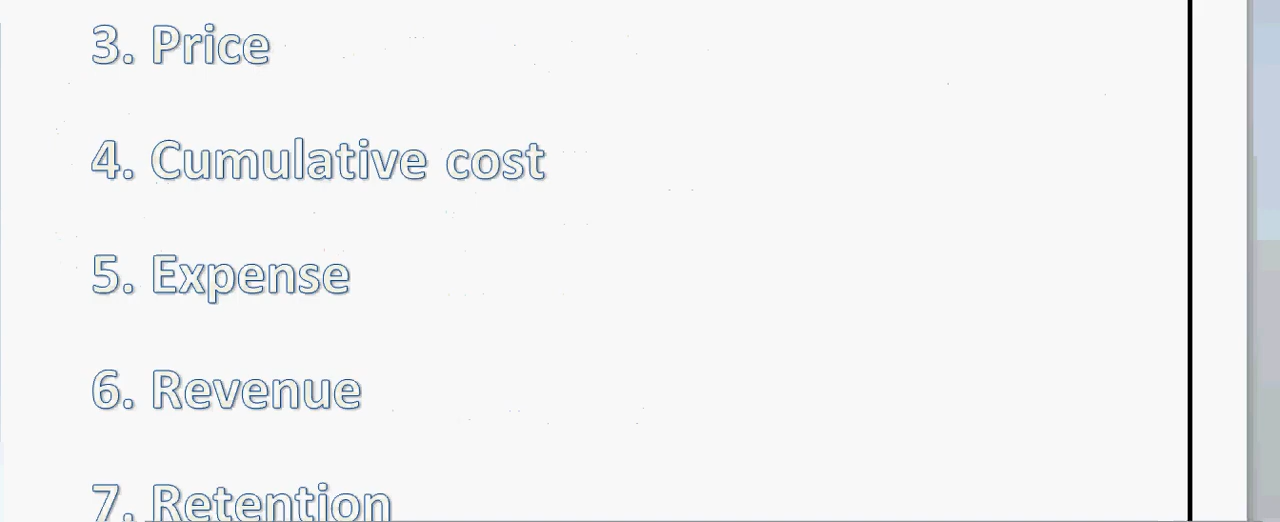 3. Price
4. Cumulative cost
5. Expense
6. Revenue
7. Retention